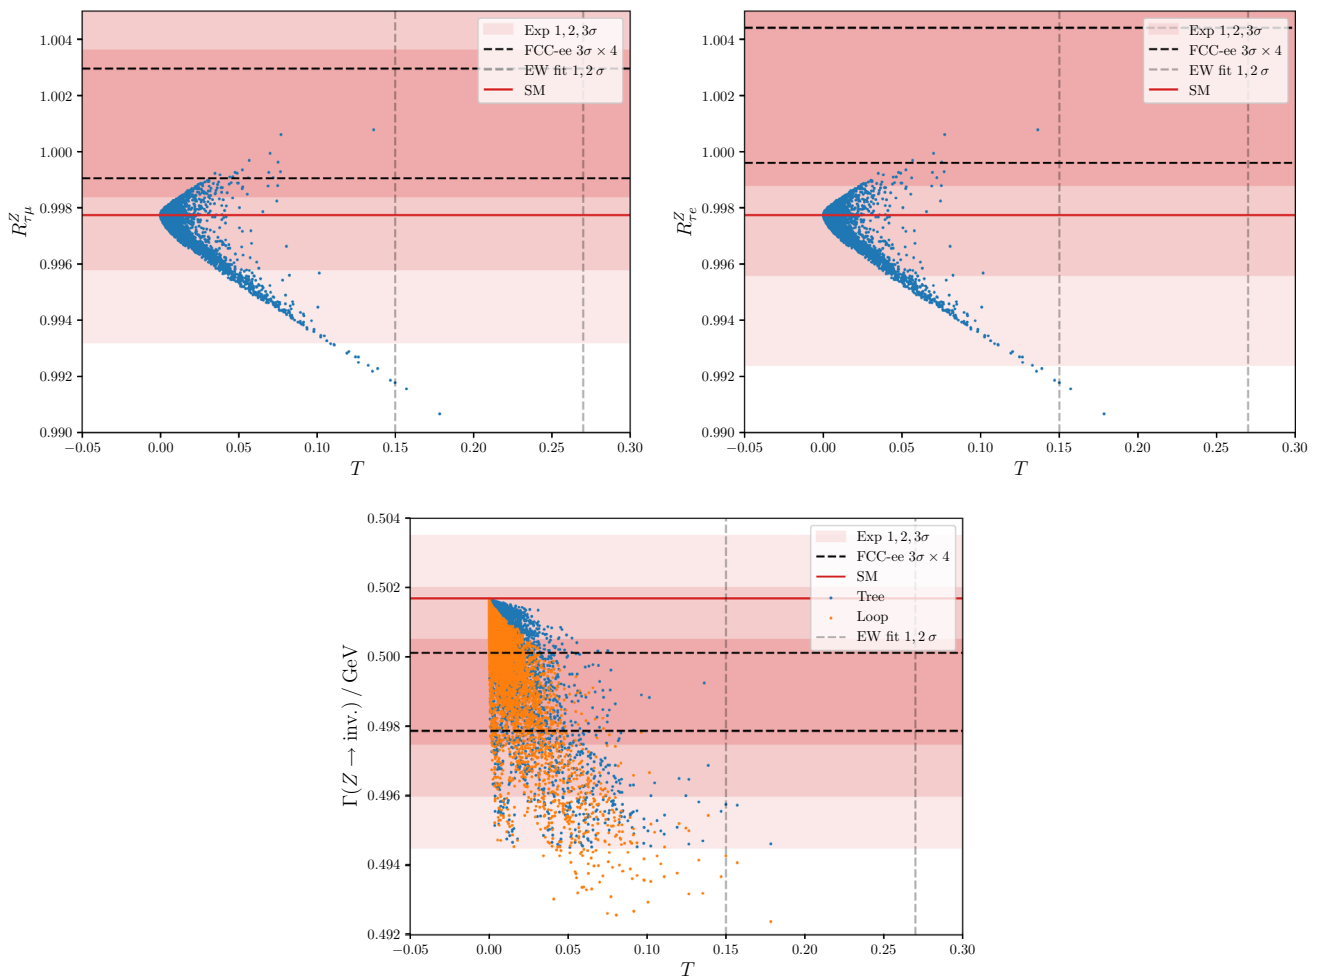 1.004
1.002
1.000
0.998
0.996
0.994
0.992
0.990
R^Z_{τμ}
−0.05
0.00
0.05
0.10
0.15
0.20
0.25
0.30
T
Exp 1, 2, 3σ
FCC-ee 3σ × 4
EW fit 1, 2 σ
SM
1.004
1.002
1.000
0.998
0.996
0.994
0.992
0.990
R^Z_{τe}
−0.05
0.00
0.05
0.10
0.15
0.20
0.25
0.30
T
Exp 1, 2, 3σ
FCC-ee 3σ × 4
EW fit 1, 2 σ
SM
0.504
0.502
0.500
0.498
0.496
0.494
0.492
Γ(Z → inv.) / GeV
−0.05
0.00
0.05
0.10
0.15
0.20
0.25
0.30
T
Exp 1, 2, 3σ
FCC-ee 3σ × 4
SM
Tree
Loop
EW fit 1, 2 σ